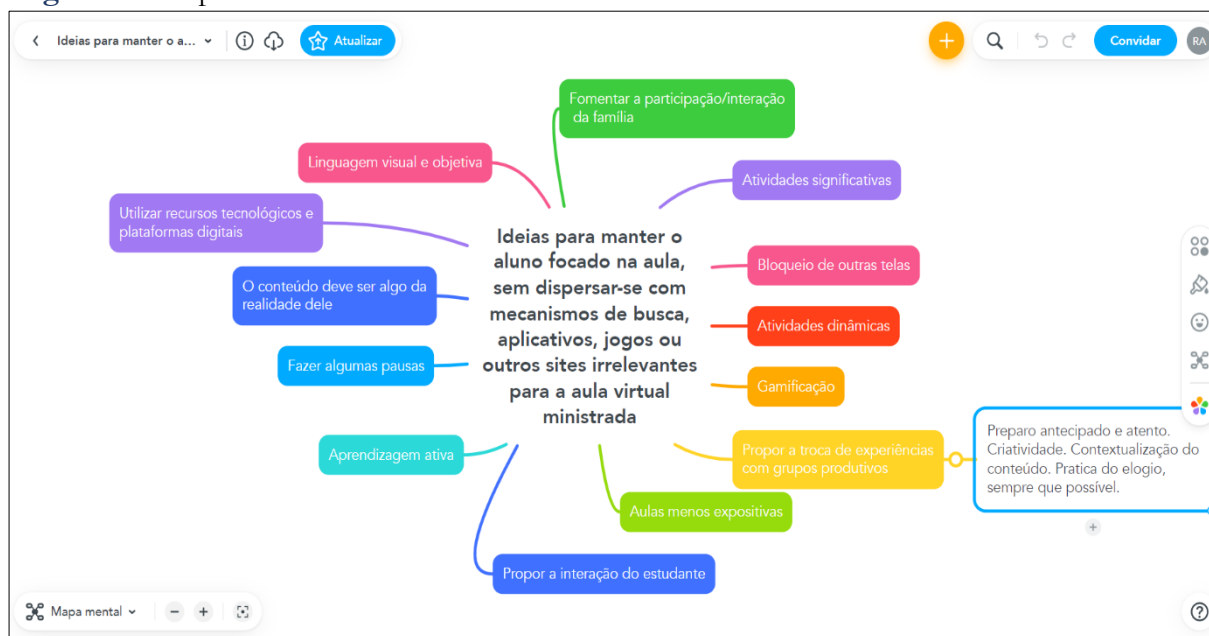 Ideias para manter o a...
Atualizar
Convidar
RA
Fomentar a participação/interação
da família
Linguagem visual e objetiva
Atividades significativas
Utilizar recursos tecnológicos e
plataformas digitais
Ideias para manter o
aluno focado na aula,
sem dispersar-se com
mecanismos de busca,
aplicativos, jogos ou
outros sites irrelevantes
para a aula virtual
ministrada
Bloqueio de outras telas
O conteúdo deve ser algo da
realidade dele
Atividades dinâmicas
Fazer algumas pausas
Gamificação
Aprendizagem ativa
Propor a troca de experiências
com grupos produtivos
Preparo antecipado e atento.
Criatividade. Contextualização do
conteúdo. Pratica do elogio,
sempre que possível.
Aulas menos expositivas
Propor a interação do estudante
Mapa mental